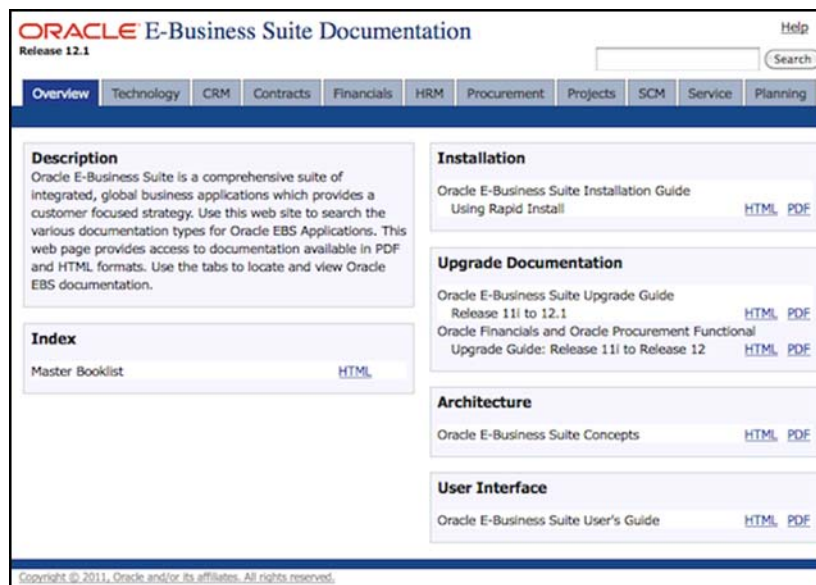 ORACLE E-Business Suite Documentation
Release 12.1
Help
Search
Overview Technology CRM Contracts Financials HRM Procurement Projects SCM Service Planning
Description
Oracle E-Business Suite is a comprehensive suite of
integrated, global business applications which provides a
customer focused strategy. Use this web site to search the
various documentation types for Oracle EBS Applications. This
web page provides access to documentation available in PDF
and HTML formats. Use the tabs to locate and view Oracle
EBS documentation.
Index
Master Booklist HTML
Installation
Oracle E-Business Suite Installation Guide
Using Rapid Install HTML PDF
Upgrade Documentation
Oracle E-Business Suite Upgrade Guide
Release 11i to 12.1 HTML PDF
Oracle Financials and Oracle Procurement Functional
Upgrade Guide: Release 11i to Release 12 HTML PDF
Architecture
Oracle E-Business Suite Concepts HTML PDF
User Interface
Oracle E-Business Suite User's Guide HTML PDF
Copyright © 2011, Oracle and/or its affiliates. All rights reserved.